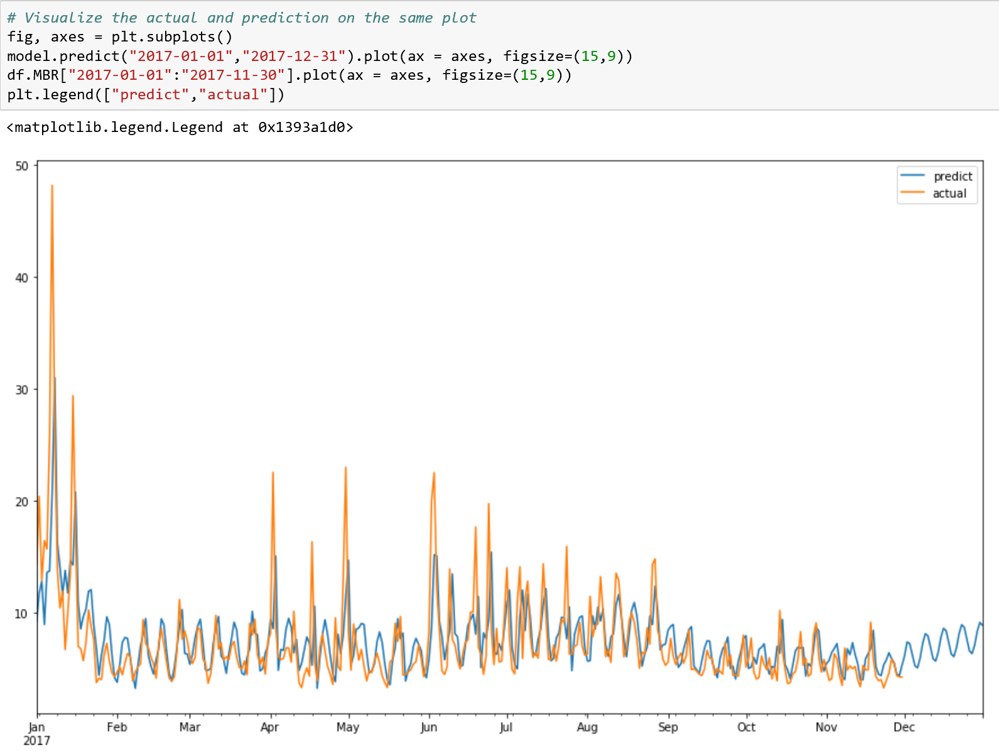 # Visualize the actual and prediction on the same plot
fig, axes = plt.subplots()
model.predict("2017-01-01","2017-12-31").plot(ax = axes, figsize=(15,9))
df.MBR["2017-01-01":"2017-11-30"].plot(ax = axes, figsize=(15,9))
plt.legend(["predict","actual"])
<matplotlib.legend.Legend at 0x1393a1d0>
50
predict
actual
40
30
20
10
Jan Feb Mar Apr May Jun Jul Aug Sep Oct Nov Dec
2017